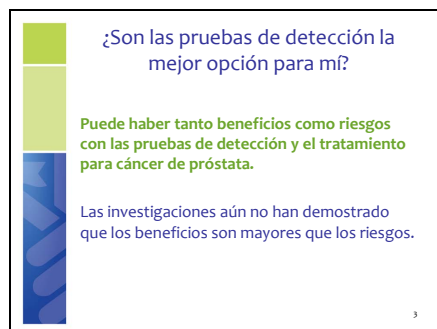 ¿Son las pruebas de detección la
mejor opción para mí?
Puede haber tanto beneficios como riesgos
con las pruebas de detección y el tratamiento
para cáncer de próstata.
Las investigaciones aún no han demostrado
que los beneficios son mayores que los riesgos.
3